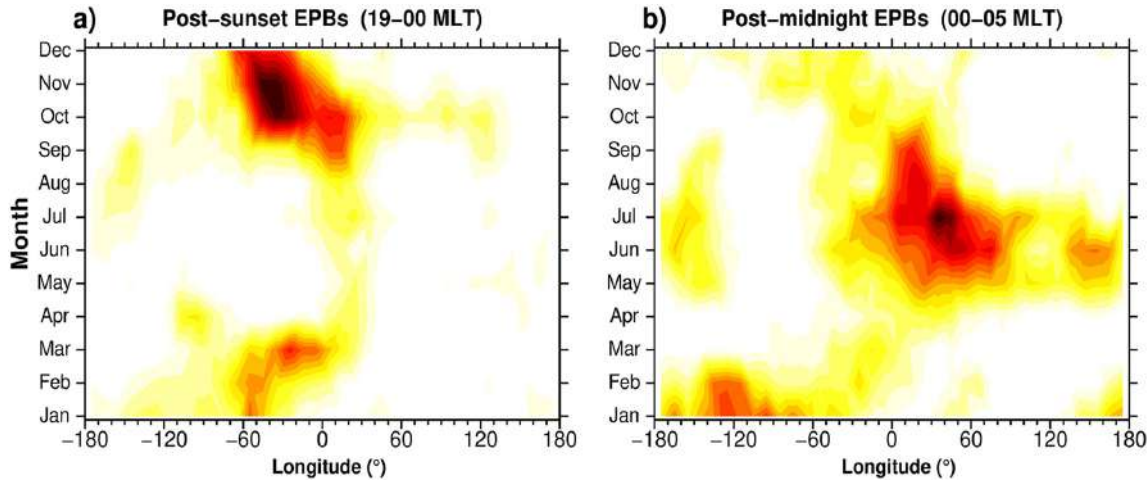 a) Post-sunset EPBs (19-00 MLT)
Dec
Nov
Oct
Sep
Aug
Jul
Jun
May
Apr
Mar
Feb
Jan
Month
-180 -120 -60 0 60 120 180
Longitude (°)
b) Post-midnight EPBs (00-05 MLT)
Dec
Nov
Oct
Sep
Aug
Jul
Jun
May
Apr
Mar
Feb
Jan
-180 -120 -60 0 60 120 180
Longitude (°)